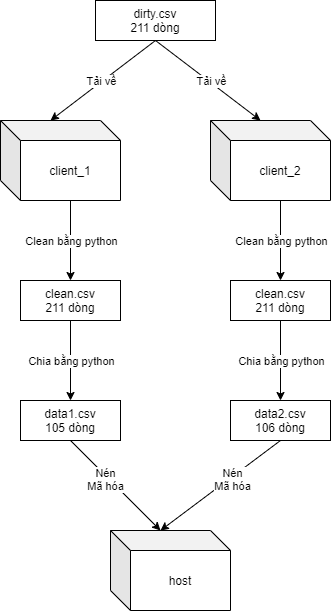 dirty.csv
211 dòng
Tải về
Tải về
client_1
client_2
Clean bằng python
Clean bằng python
clean.csv
211 dòng
clean.csv
211 dòng
Chia bằng python
Chia bằng python
data1.csv
105 dòng
data2.csv
106 dòng
Nén
Mã hóa
Nén
Mã hóa
host